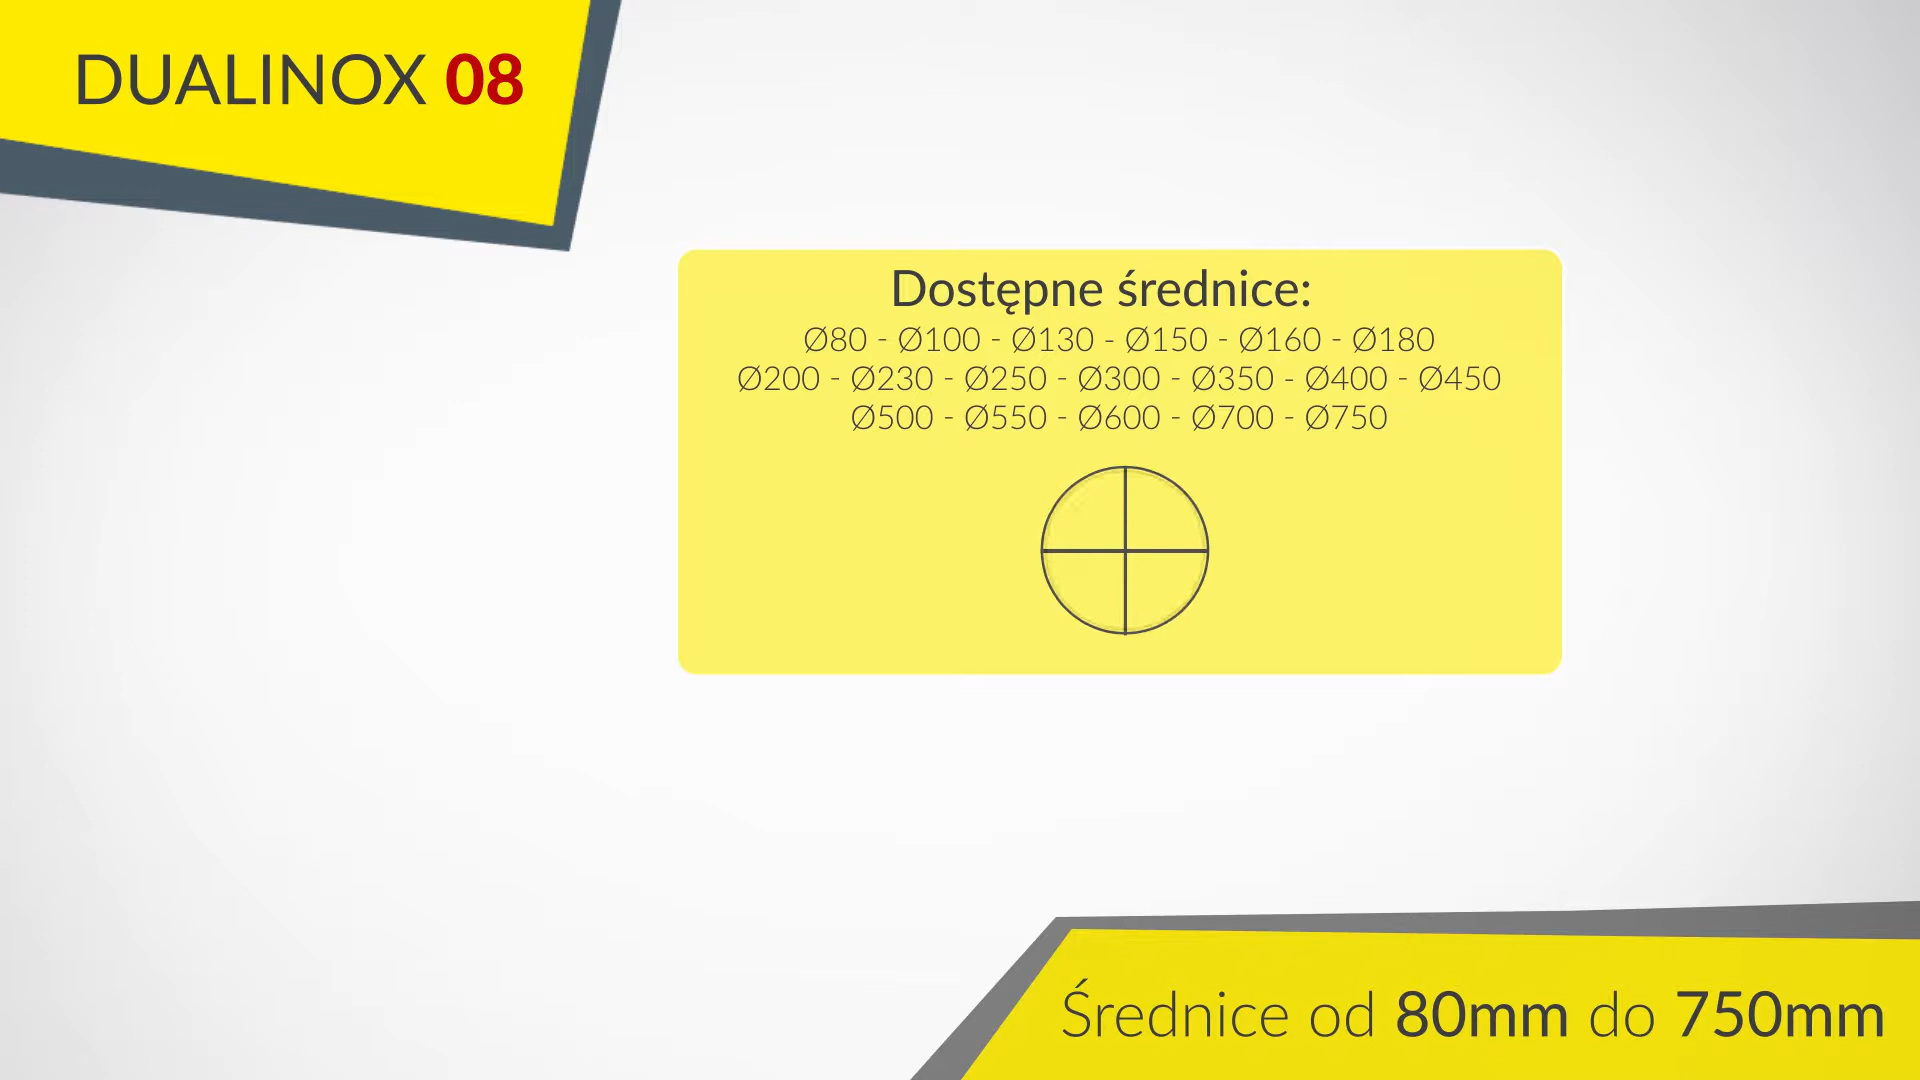 DUALINOX 08
Dostępne średnice:
Ø80 - Ø100 - Ø130 - Ø150 - Ø160 - Ø180
Ø200 - Ø230 - Ø250 - Ø300 - Ø350 - Ø400 - Ø450
Ø500 - Ø550 - Ø600 - Ø700 - Ø750
Średnice od 80mm do 750mm